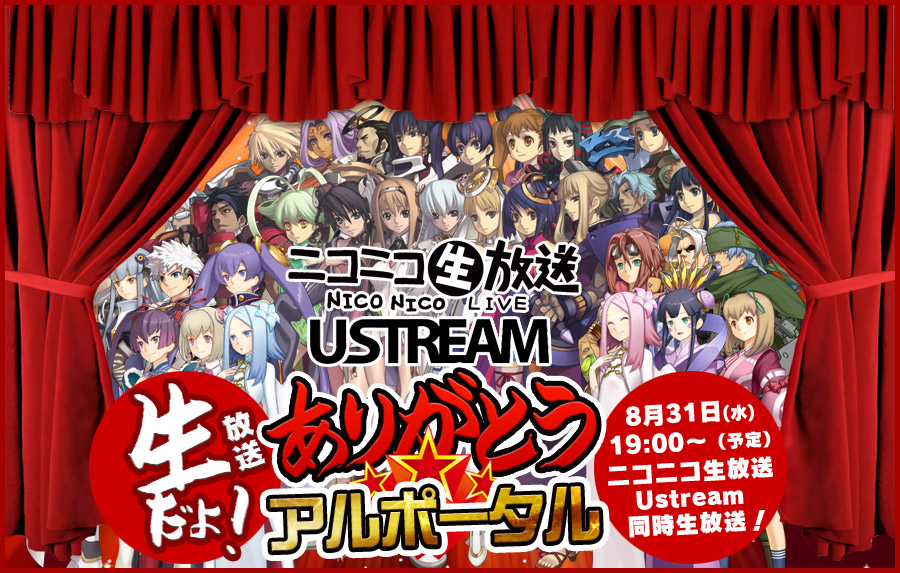 ニコニコ生放送
NICO NICO LIVE
USTREAM
生放送
だよ!
ありがとう
アルポータル
8月31日(水)
19:00~(予定)
ニコニコ生放送
Ustream
同時生放送!